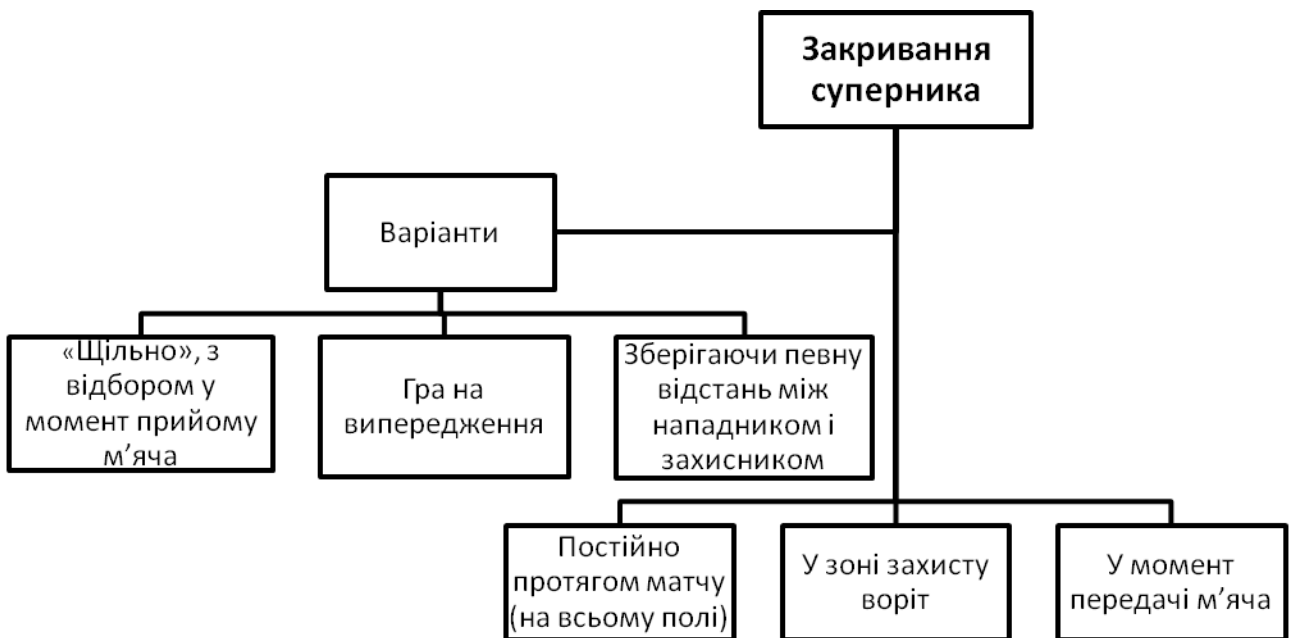 Закривання
суперника
Варіанти
«Щільно», з
відбором у
момент прийому
м’яча
Гра на
випередження
Зберігаючи певну
відстань між
нападником і
захисником
Постійно
протягом матчу
(на всьому полі)
У зоні захисту
воріт
У момент
передачі м’яча